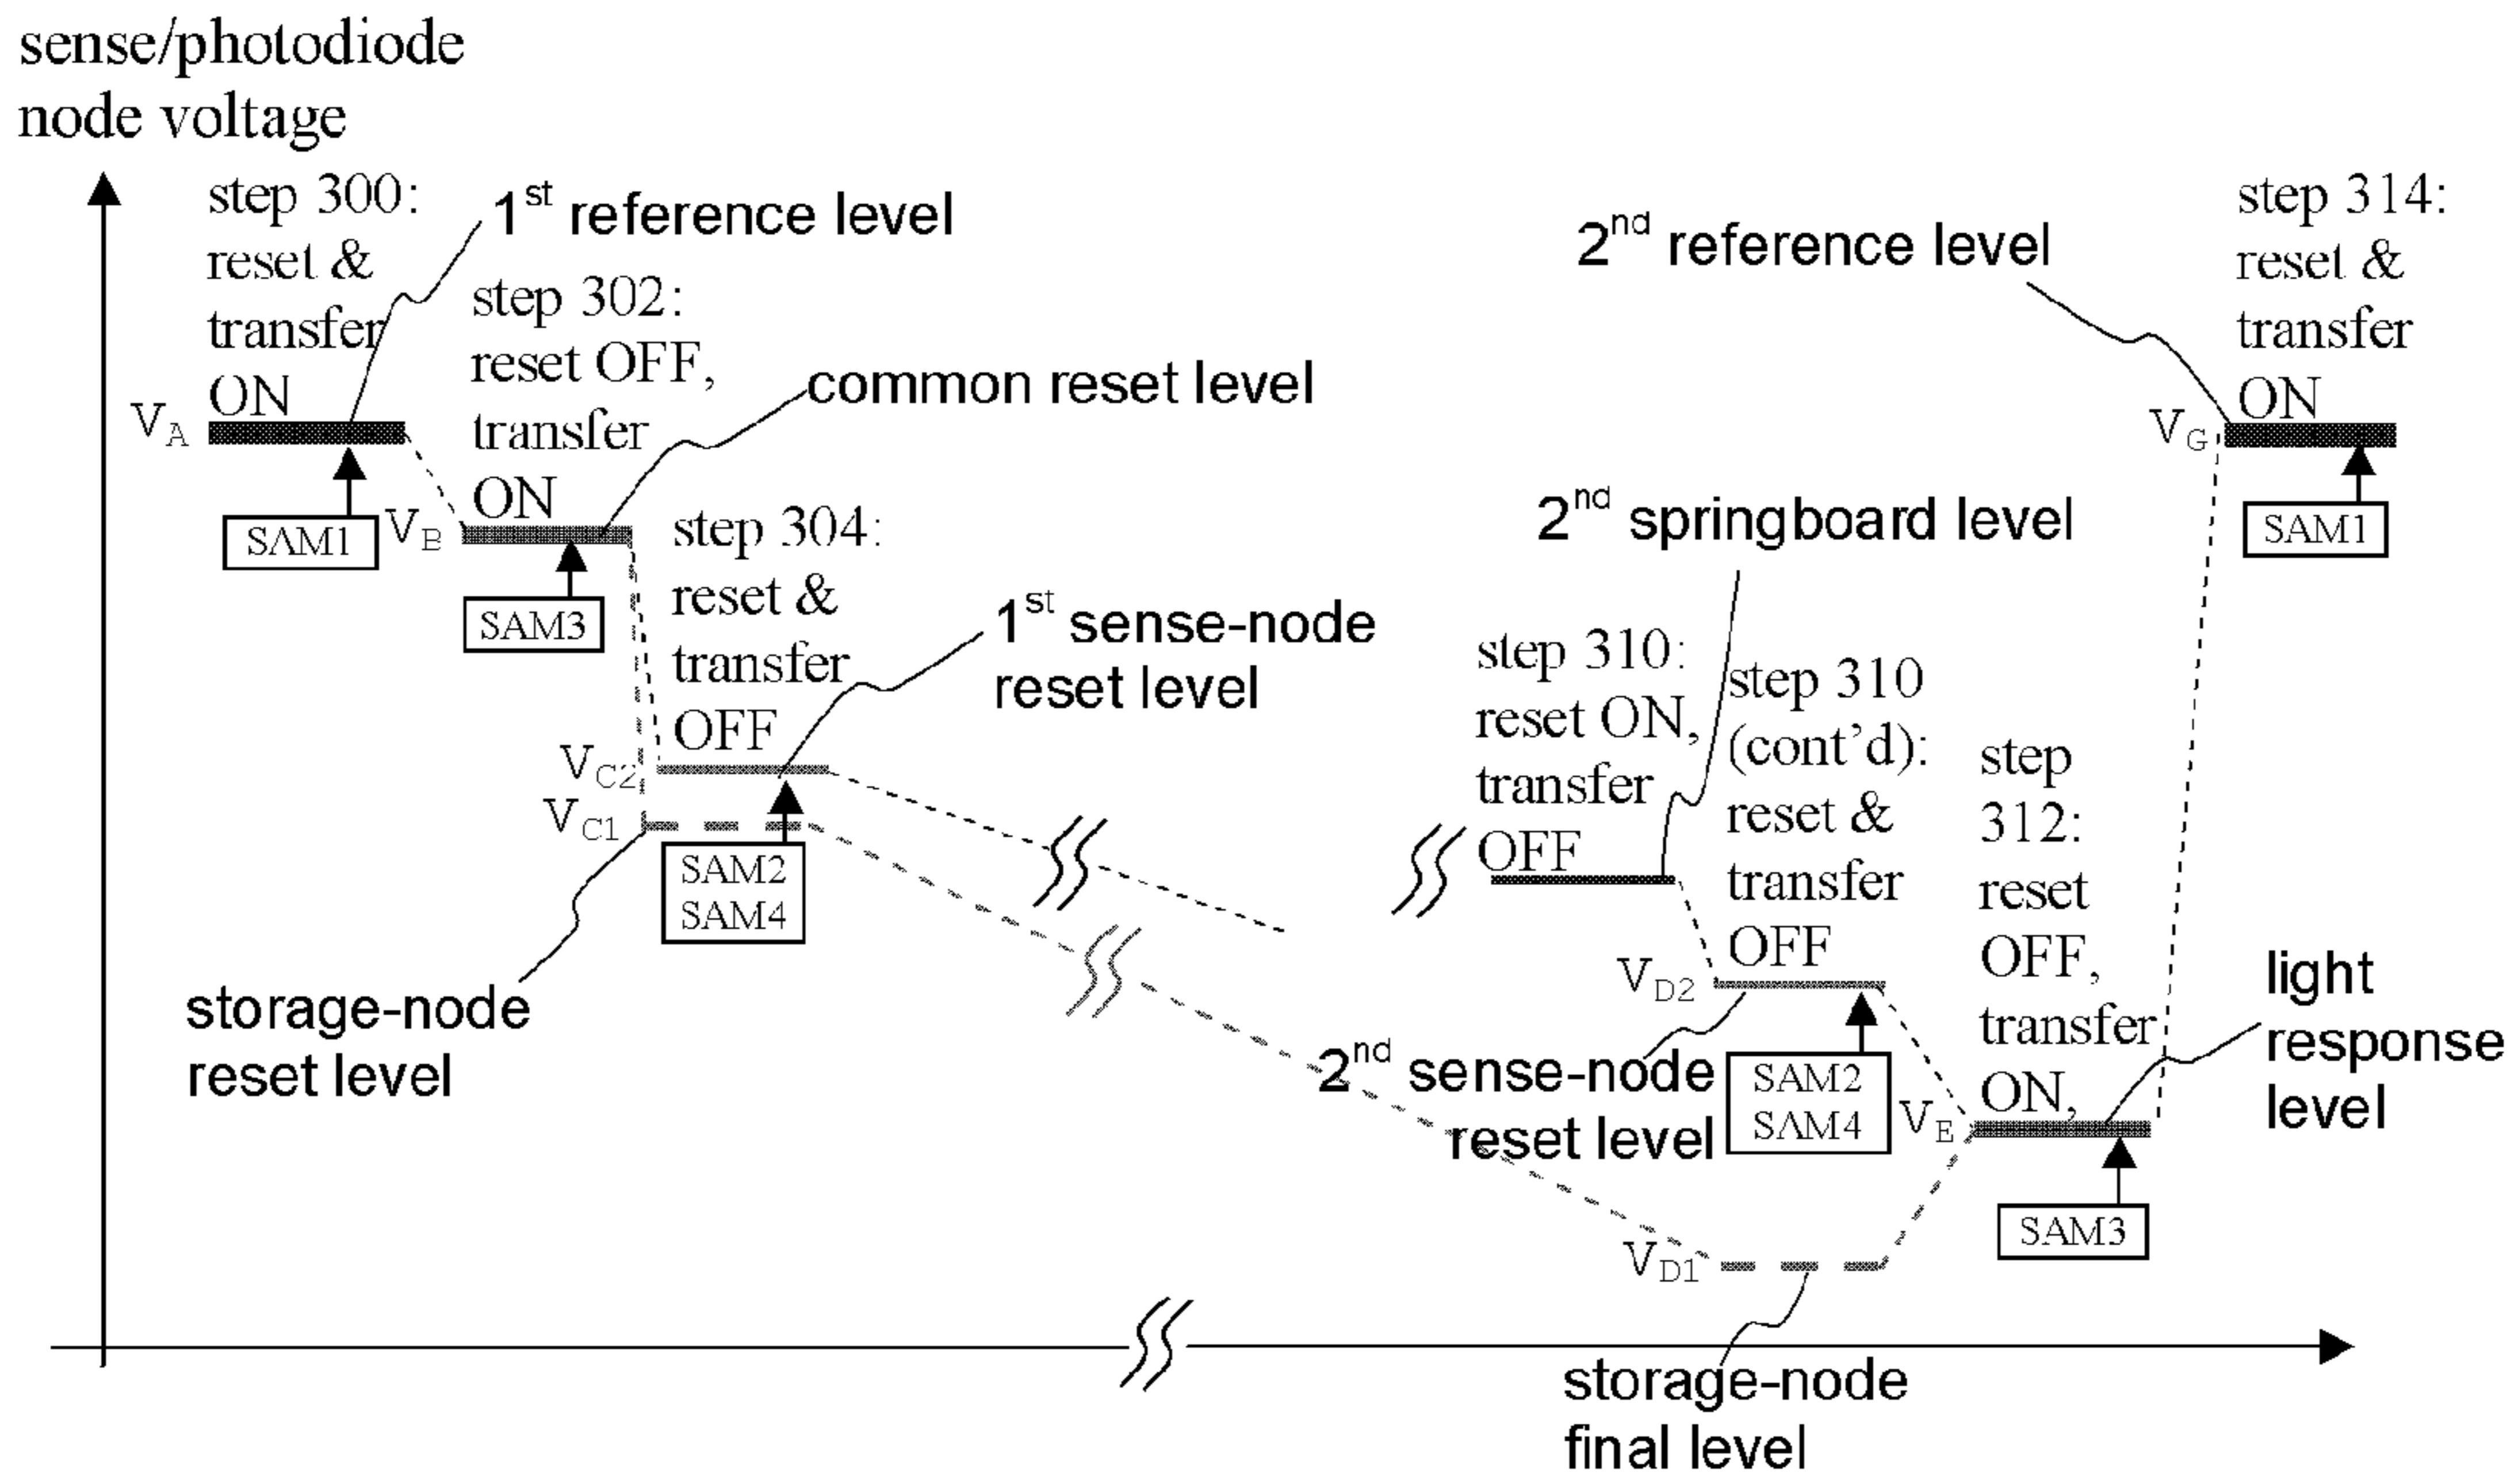 sense/photodiode
node voltage
step 300:
reset &
transfer
ON
1st reference level
step 302:
reset OFF,
transfer
ON
common reset level
VA
SAM1
VB
SAM3
step 304:
reset &
transfer
OFF
1st sense-node
reset level
VC2
VC1
SAM2
SAM4
storage-node
reset level
2nd reference level
step 314:
reset &
transfer
ON
VG
SAM1
2nd springboard level
step 310:
reset ON,
transfer
OFF
step 310
(cont'd):
reset &
transfer
OFF
VD2
2nd sense-node
reset level
SAM2
SAM4
step
312:
reset
OFF,
transfer
ON,
VE
SAM3
light
response
level
VD1
storage-node
final level